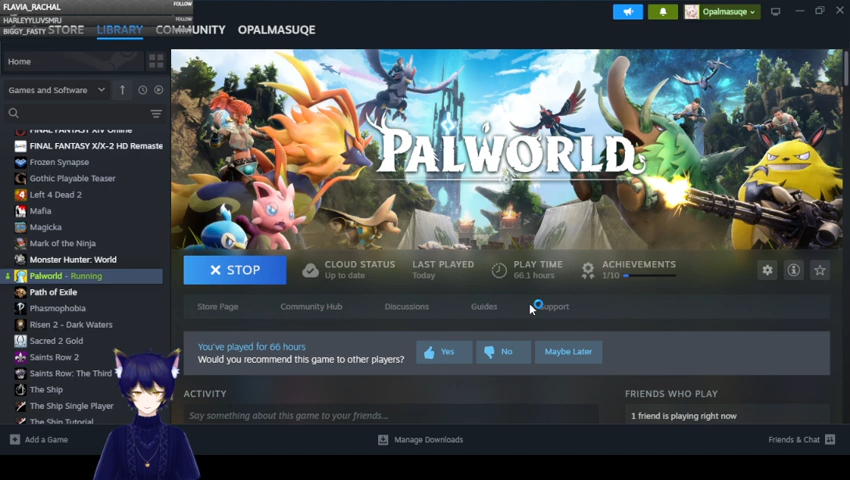 FLAVIA_RACHAL FOLLOW
HARLEYYLUVSMRU FOLLOW
BIGGY_FASTY
STORE LIBRARY COMMUNITY OPALMASUQE
Opalmasuqe
Home
Games and Software
FINAL FANTASY XIV Online
FINAL FANTASY X/X-2 HD Remaste
Frozen Synapse
Gothic Playable Teaser
Left 4 Dead 2
Mafia
Magicka
Mark of the Ninja
Monster Hunter: World
Palworld - Running
Path of Exile
Phasmophobia
Risen 2 - Dark Waters
Sacred 2 Gold
Saints Row 2
Saints Row: The Third
The Ship
The Ship Single Player
The Ship Tutorial
Add a Game
PALWORLD
STOP
CLOUD STATUS
Up to date
LAST PLAYED
Today
PLAY TIME
66.1 hours
ACHIEVEMENTS
1/10
Store Page Community Hub Discussions Guides Support
You've played for 66 hours
Would you recommend this game to other players?
Yes No Maybe Later
ACTIVITY
Say something about this game to your friends...
FRIENDS WHO PLAY
1 friend is playing right now
Manage Downloads
Friends & Chat